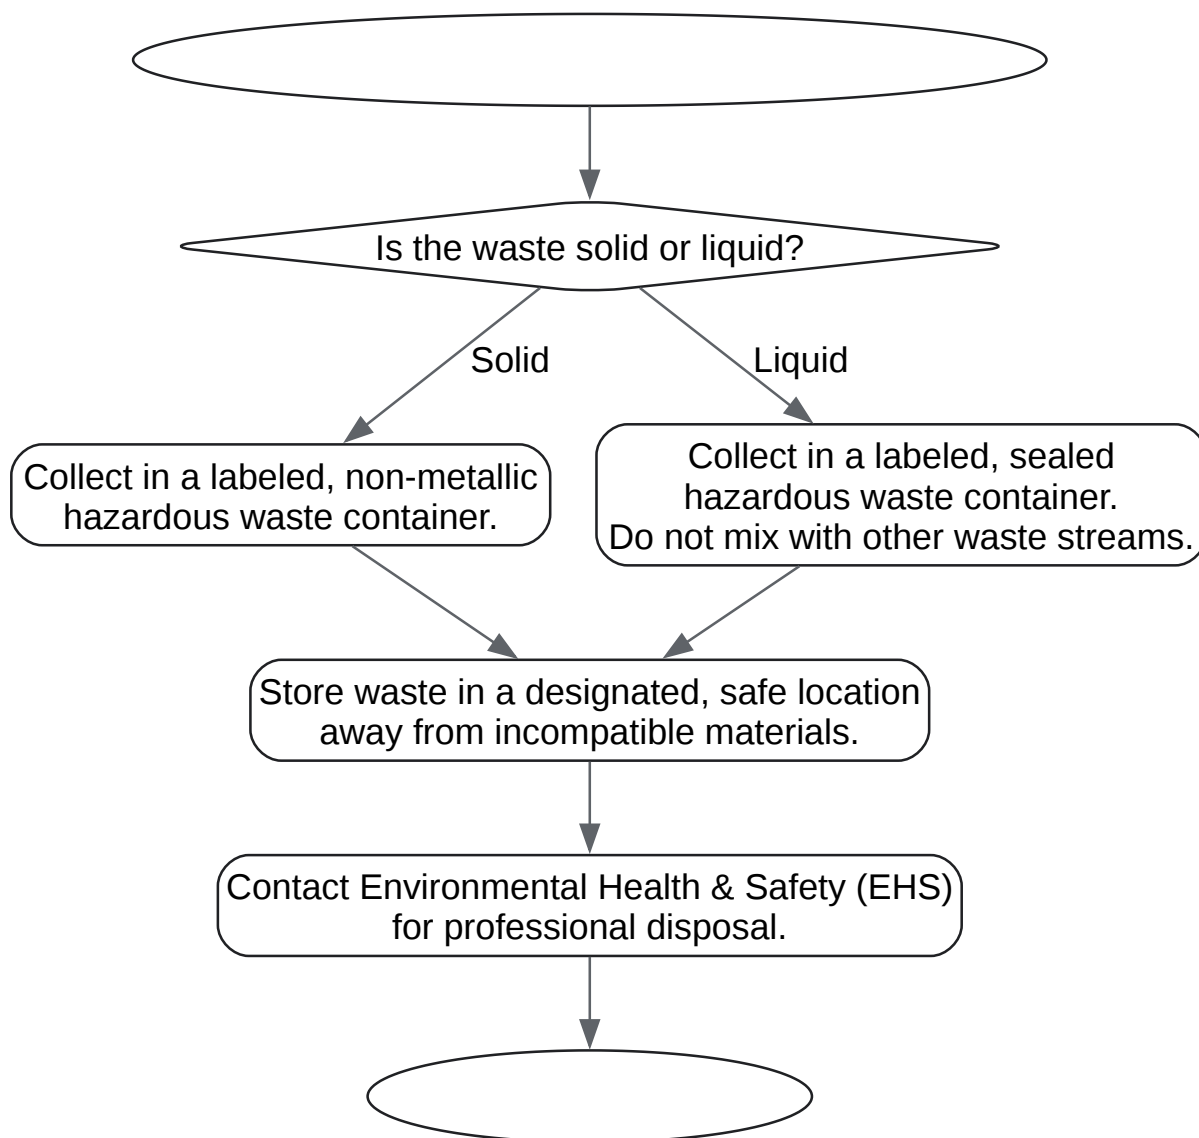 Is the waste solid or liquid?
Solid
Liquid
Collect in a labeled, non-metallic
hazardous waste container.
Collect in a labeled, sealed
hazardous waste container.
Do not mix with other waste streams.
Store waste in a designated, safe location
away from incompatible materials.
Contact Environmental Health & Safety (EHS)
for professional disposal.